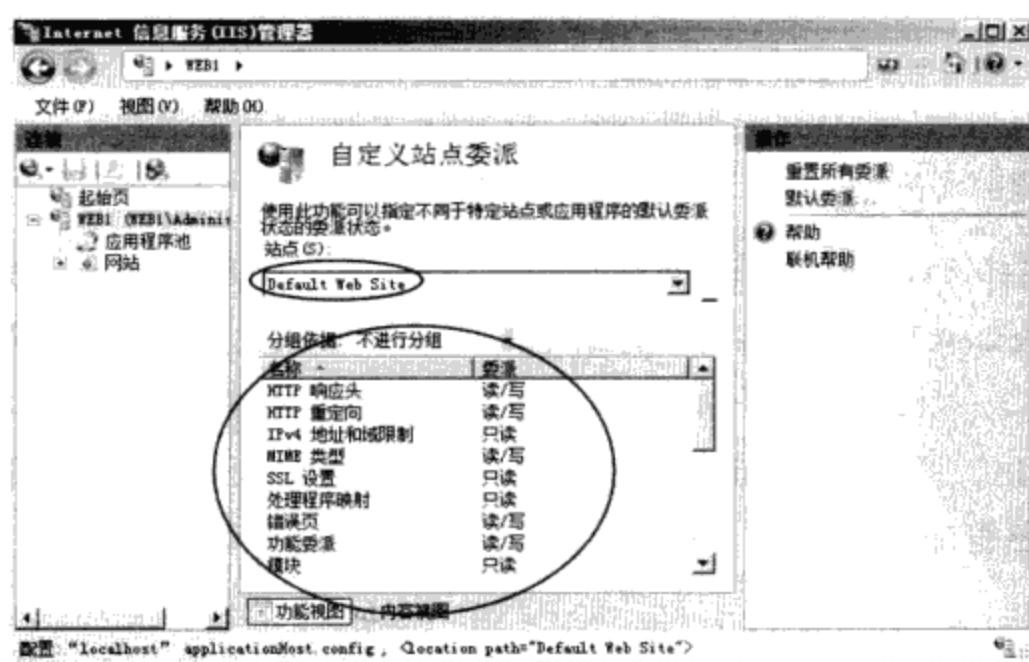 Internet 信息服务(IIS)管理器
WEB1
文件(F) 视图(V) 帮助(H)
连接
起始页
WEB1 (WEB1\Administ
应用程序池
网站
自定义站点委派
使用此功能可以指定不同于特定站点或应用程序的默认委派
状态的委派状态。
站点(S):
Default Web Site
分组依据: 不进行分组
名称 委派
HTTP 响应头 读/写
HTTP 重定向 读/写
IPv4 地址和域限制 只读
MIME 类型 读/写
SSL 设置 只读
处理程序映射 只读
错误页 读/写
功能委派 读/写
模块 只读
功能视图 内容视图
操作
重置所有委派
默认委派
帮助
联机帮助
配置: "localhost" applicationHost.config, <location path="Default Web Site">